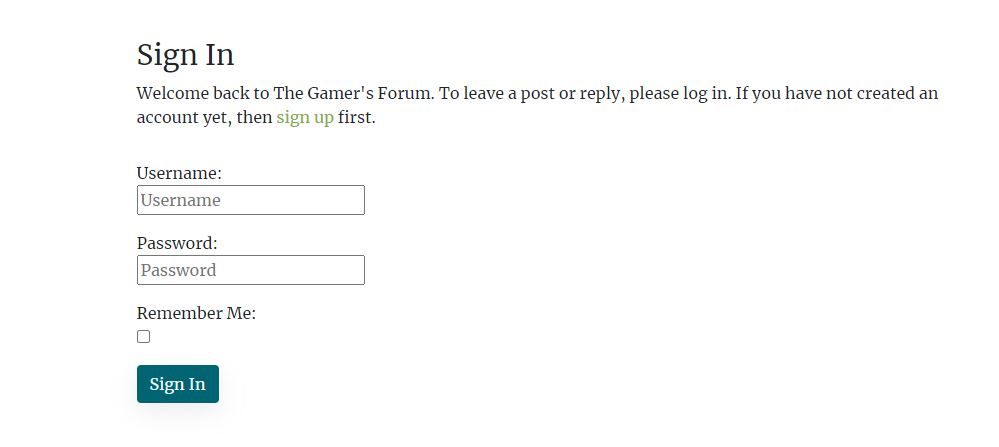 Sign In
Welcome back to The Gamer's Forum. To leave a post or reply, please log in. If you have not created an
account yet, then sign up first.
Username:
Username
Password:
Password
Remember Me:
Sign In